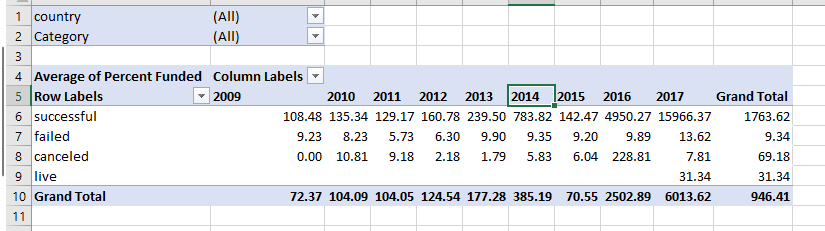 1 country (All)
2 Category (All)
3
4 Average of Percent Funded Column Labels
5 Row Labels 2009 2010 2011 2012 2013 2014 2015 2016 2017 Grand Total
6 successful 108.48 135.34 129.17 160.78 239.50 783.82 142.47 4950.27 15966.37 1763.62
7 failed 9.23 8.23 5.73 6.30 9.90 9.35 9.20 9.89 13.62 9.34
8 canceled 0.00 10.81 9.18 2.18 1.79 5.83 6.04 228.81 7.81 69.18
9 live 31.34 31.34
10 Grand Total 72.37 104.09 104.05 124.54 177.28 385.19 70.55 2502.89 6013.62 946.41
11